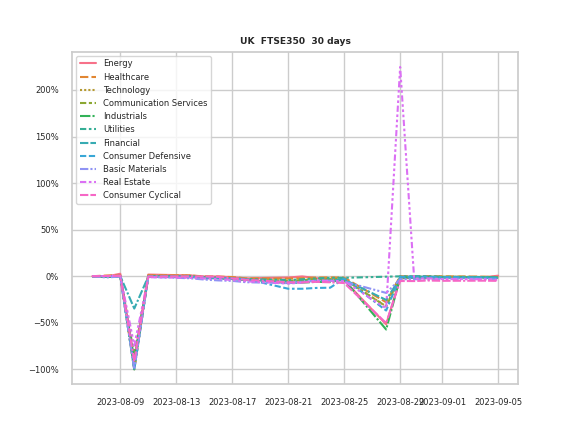 UK FTSE350 30 days
Energy
Healthcare
Technology
Communication Services
Industrials
Utilities
Financial
Consumer Defensive
Basic Materials
Real Estate
Consumer Cyclical
200%
150%
100%
50%
0%
−50%
−100%
2023-08-09 2023-08-13 2023-08-17 2023-08-21 2023-08-25 2023-08-29 2023-09-01 2023-09-05